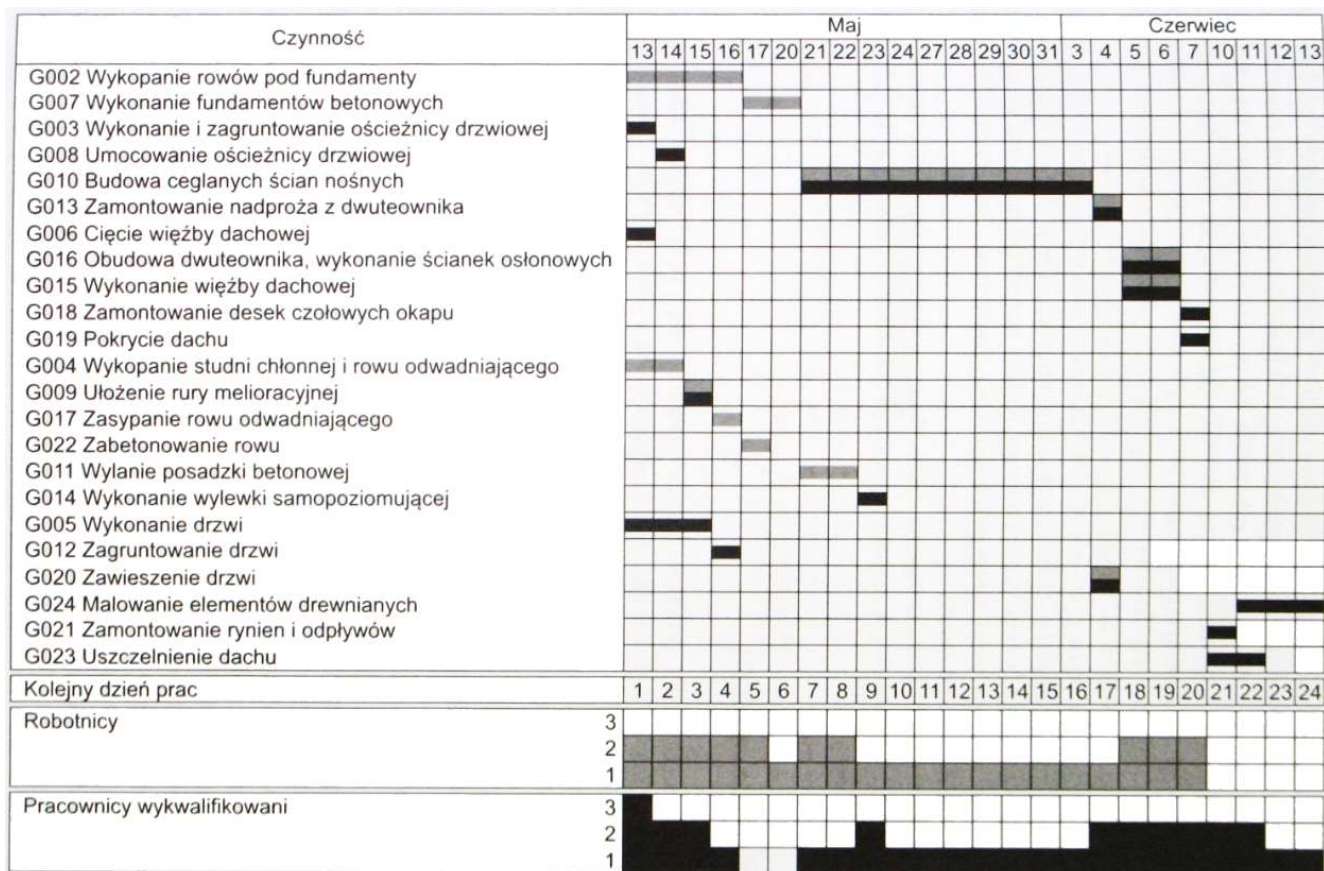 Czynność
Maj
Czerwiec
13 14 15 16 17 20 21 22 23 24 27 28 29 30 31 3 4 5 6 7 10 11 12 13
G002 Wykopanie rowów pod fundamenty
G007 Wykonanie fundamentów betonowych
G003 Wykonanie i zagruntowanie ościeżnicy drzwiowej
G008 Umocowanie ościeżnicy drzwiowej
G010 Budowa ceglanych ścian nośnych
G013 Zamontowanie nadproża z dwuteownika
G006 Cięcie więźby dachowej
G016 Obudowa dwuteownika, wykonanie ścianek osłonowych
G015 Wykonanie więźby dachowej
G018 Zamontowanie desek czołowych okapu
G019 Pokrycie dachu
G004 Wykopanie studni chłonnej i rowu odwadniającego
G009 Ułożenie rury melioracyjnej
G017 Zasypanie rowu odwadniającego
G022 Zabetonowanie rowu
G011 Wylanie posadzki betonowej
G014 Wykonanie wylewki samopoziomującej
G005 Wykonanie drzwi
G012 Zagruntowanie drzwi
G020 Zawieszenie drzwi
G024 Malowanie elementów drewnianych
G021 Zamontowanie rynien i odpływów
G023 Uszczelnienie dachu
Kolejny dzień prac 1 2 3 4 5 6 7 8 9 10 11 12 13 14 15 16 17 18 19 20 21 22 23 24
Robotnicy 3
2
1
Pracownicy wykwalifikowani 3
2
1